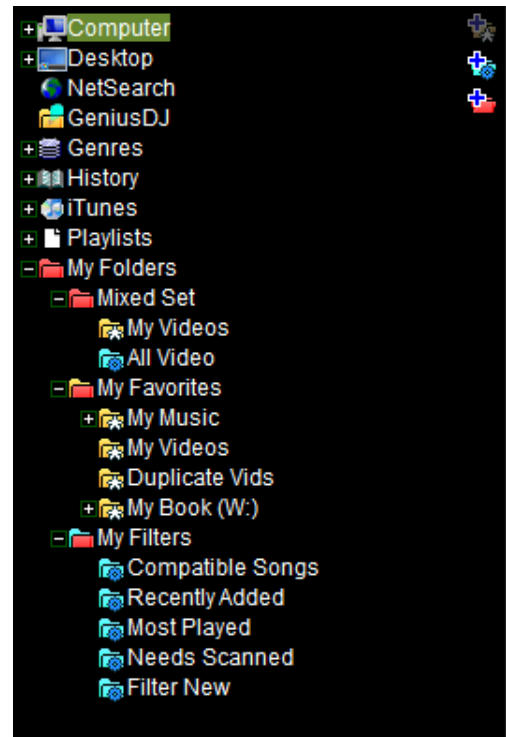 Computer
Desktop
NetSearch
GeniusDJ
Genres
History
iTunes
Playlists
My Folders
Mixed Set
My Videos
All Video
My Favorites
My Music
My Videos
Duplicate Vids
My Book (W:)
My Filters
Compatible Songs
Recently Added
Most Played
Needs Scanned
Filter New